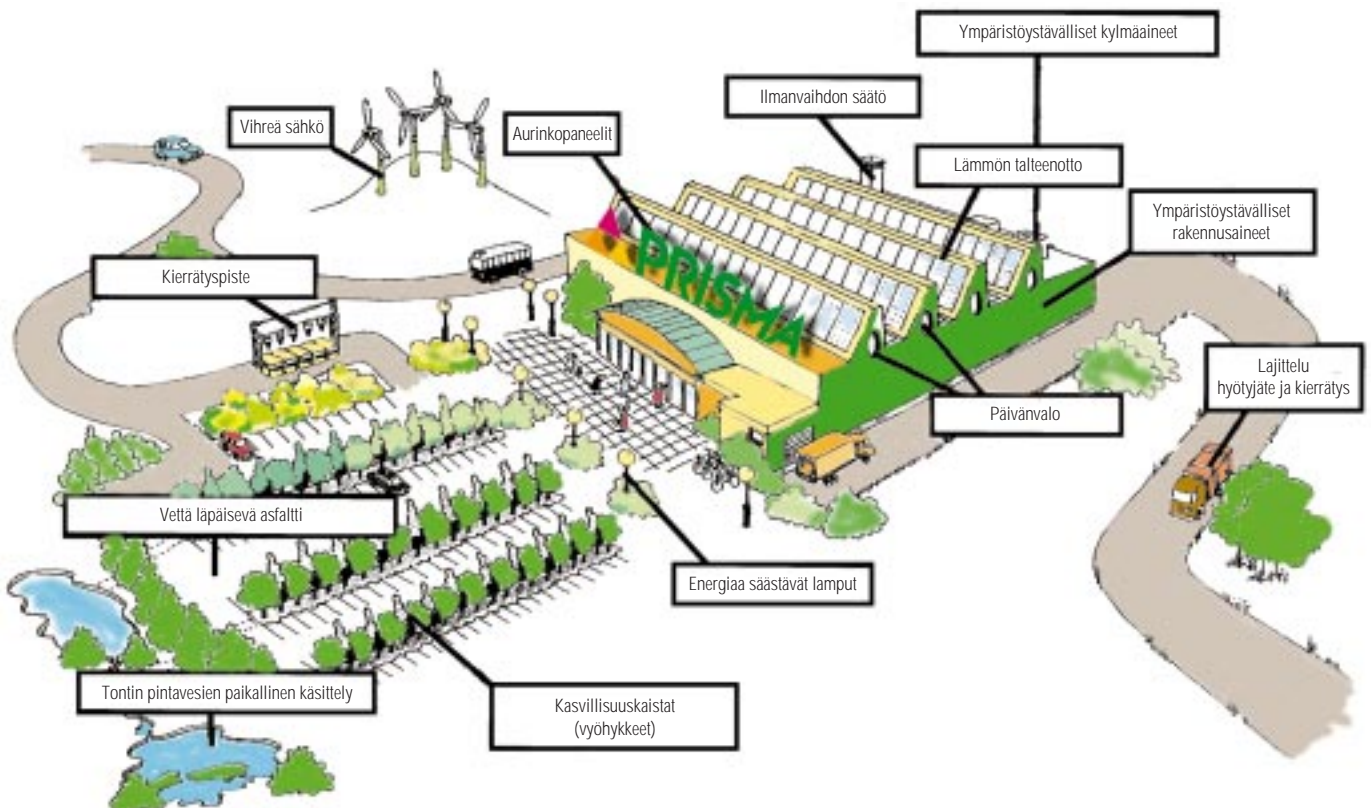 Ympäristöystävälliset kylmäaineet
Ilmanvaihdon säätö
Vihreä sähkö
Aurinkopaneelit
Lämmön talteenotto
Ympäristöystävälliset
rakennusaineet
Kierrätyspiste
PRISMA
Lajittelu
hyötyjäte ja kierrätys
Päivänvalo
Vettä läpäisevä asfaltti
Energiaa säästävät lamput
Tontin pintavesien paikallinen käsittely
Kasvillisuuskaistat
(vyöhykkeet)